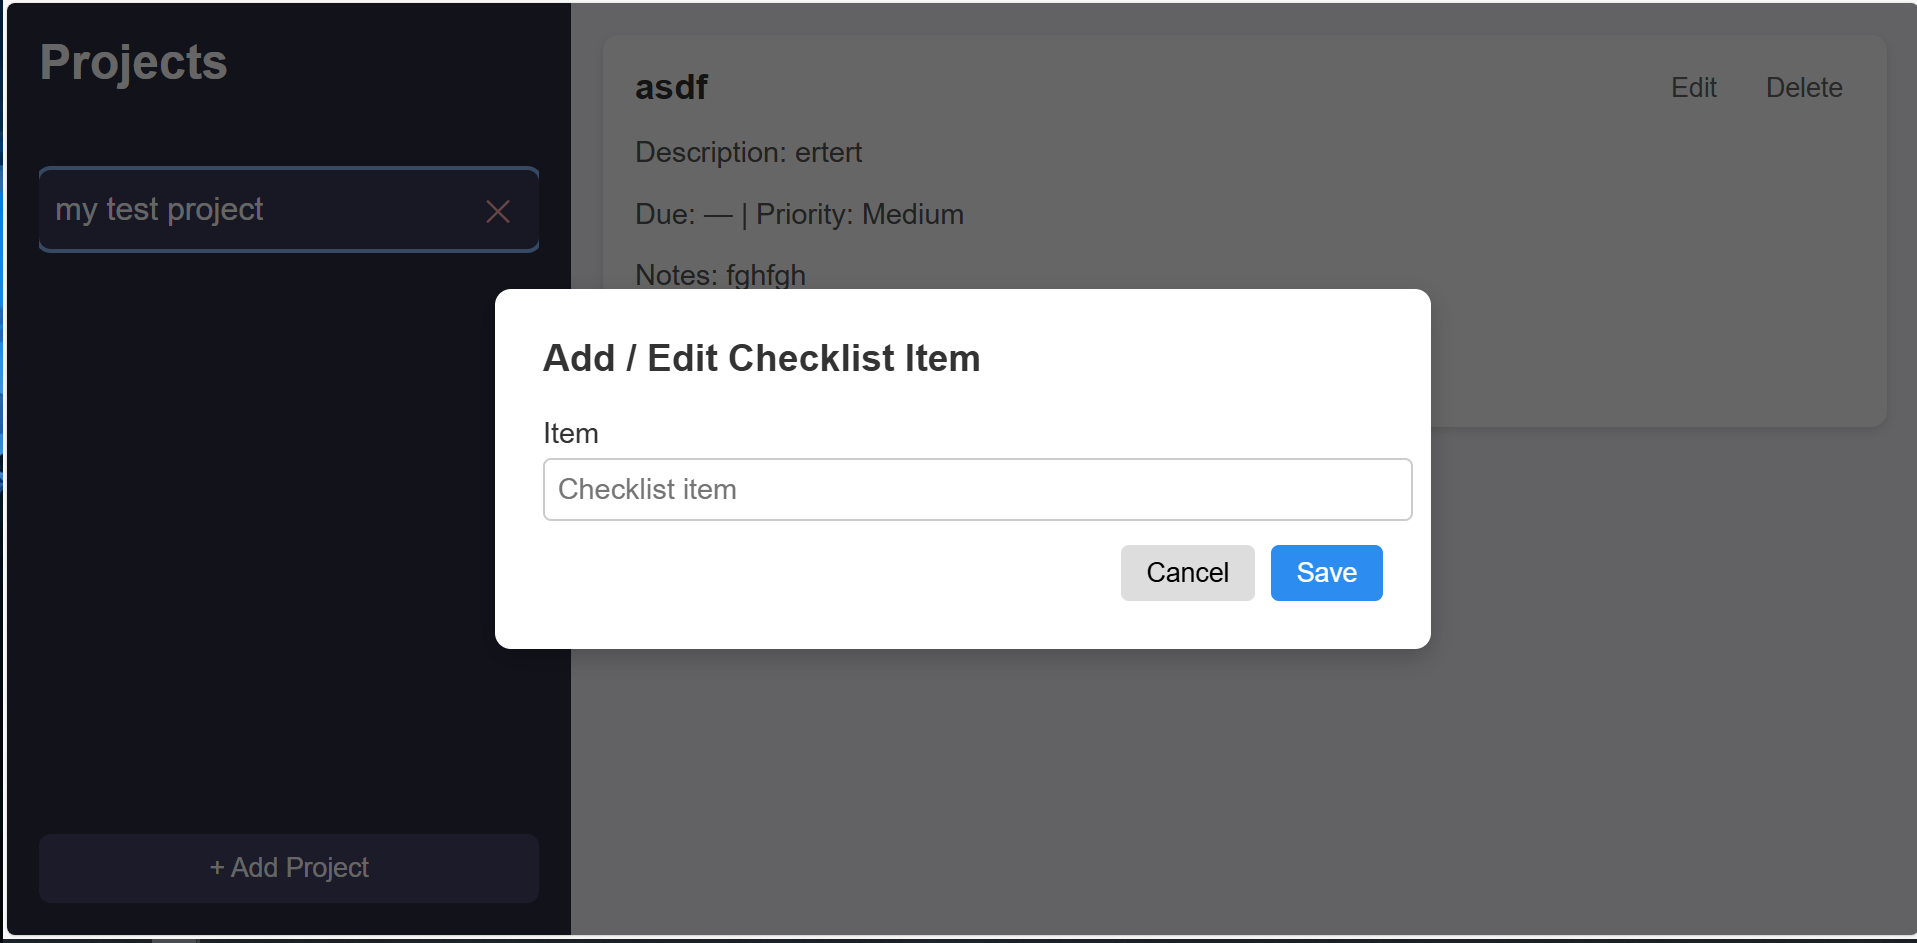 Projects
my test project
+ Add Project
asdf
Edit Delete
Description: ertert
Due: — | Priority: Medium
Notes: fghfgh
Add / Edit Checklist Item
Item
Checklist item
Cancel Save